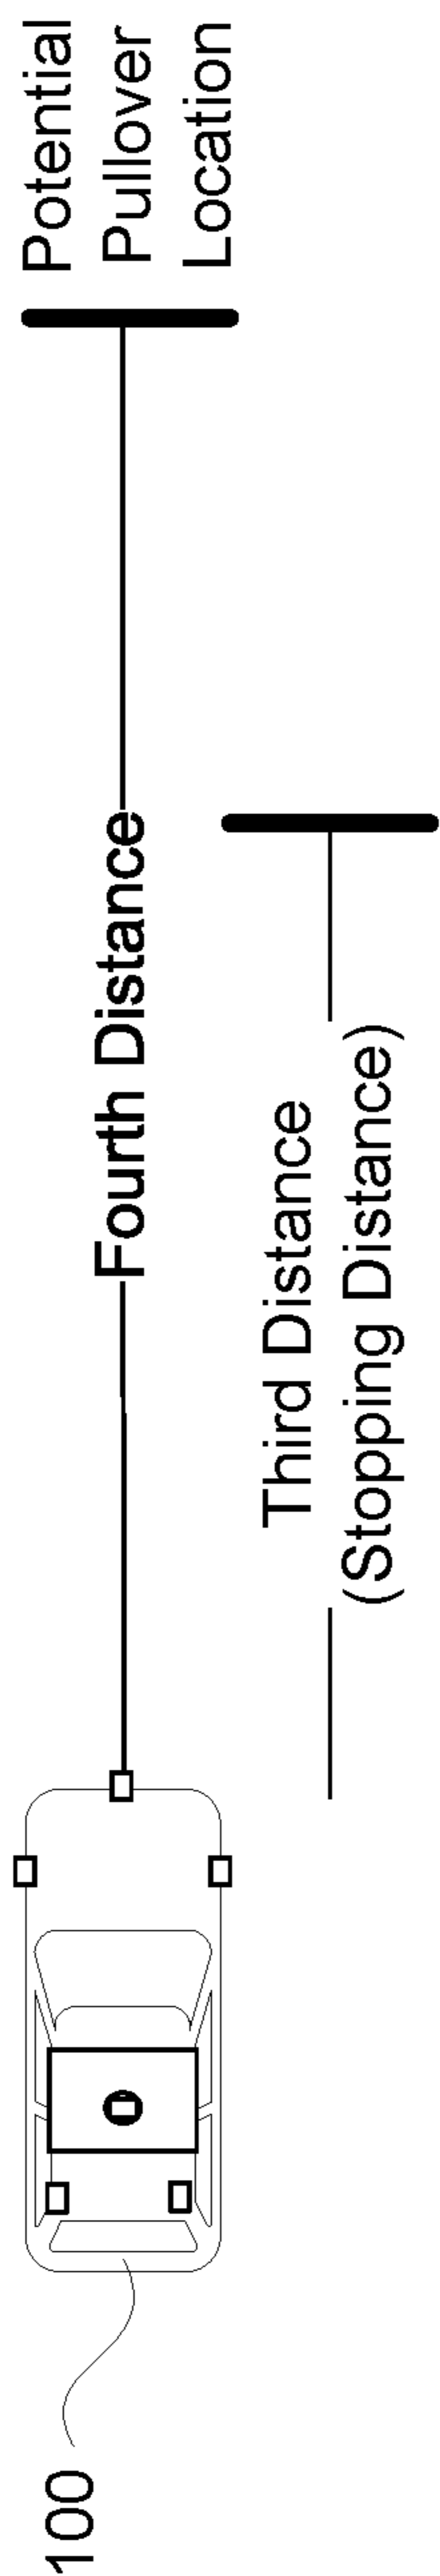 100
Fourth Distance
Potential
Pullover
Location
Third Distance
(Stopping Distance)